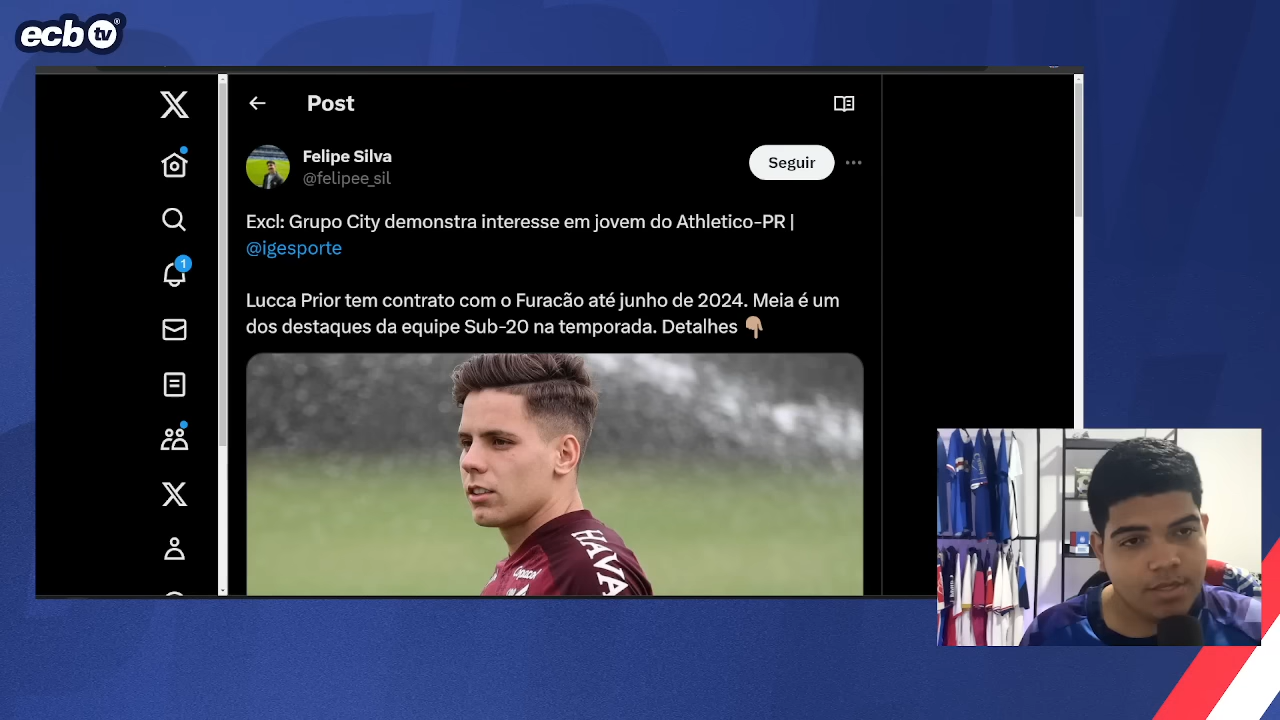 ecb tv
Post
Felipe Silva
@felipee_sil
Seguir
Excl: Grupo City demonstra interesse em jovem do Athletico-PR |
@igesporte
Lucca Prior tem contrato com o Furacão até junho de 2024. Meia é um
dos destaques da equipe Sub-20 na temporada. Detalhes 👇🏼
1
HAVA
Copacol